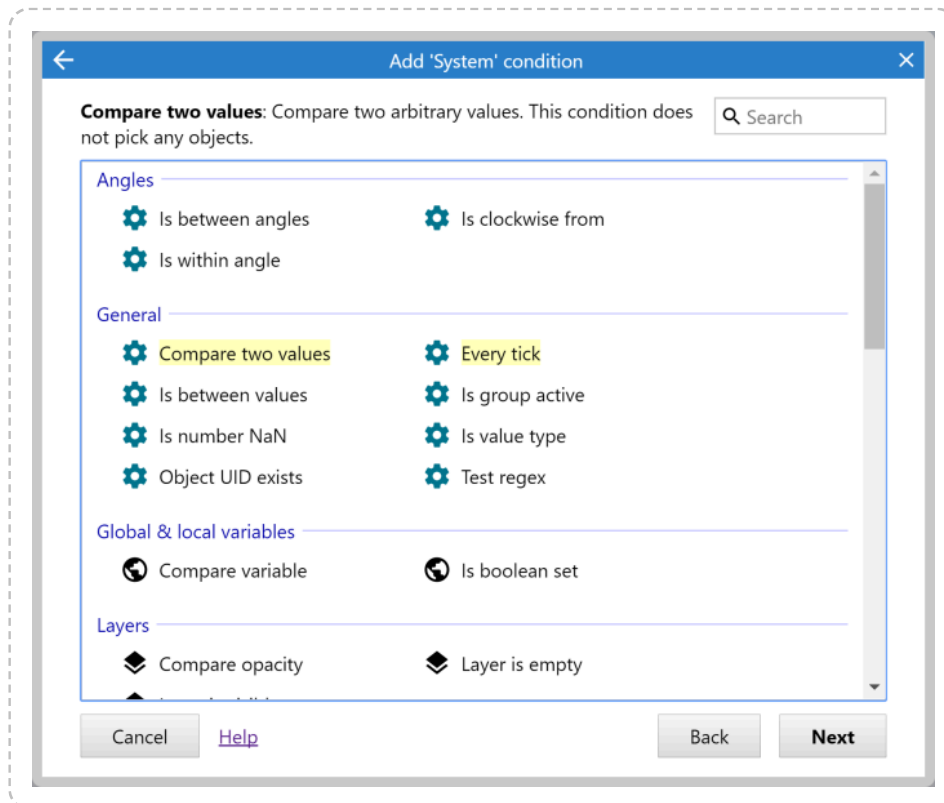 Add 'System' condition
Compare two values: Compare two arbitrary values. This condition does
not pick any objects.
Search
Angles
Is between angles
Is clockwise from
Is within angle
General
Compare two values
Every tick
Is between values
Is group active
Is number NaN
Is value type
Object UID exists
Test regex
Global & local variables
Compare variable
Is boolean set
Layers
Compare opacity
Layer is empty
Cancel
Help
Back
Next